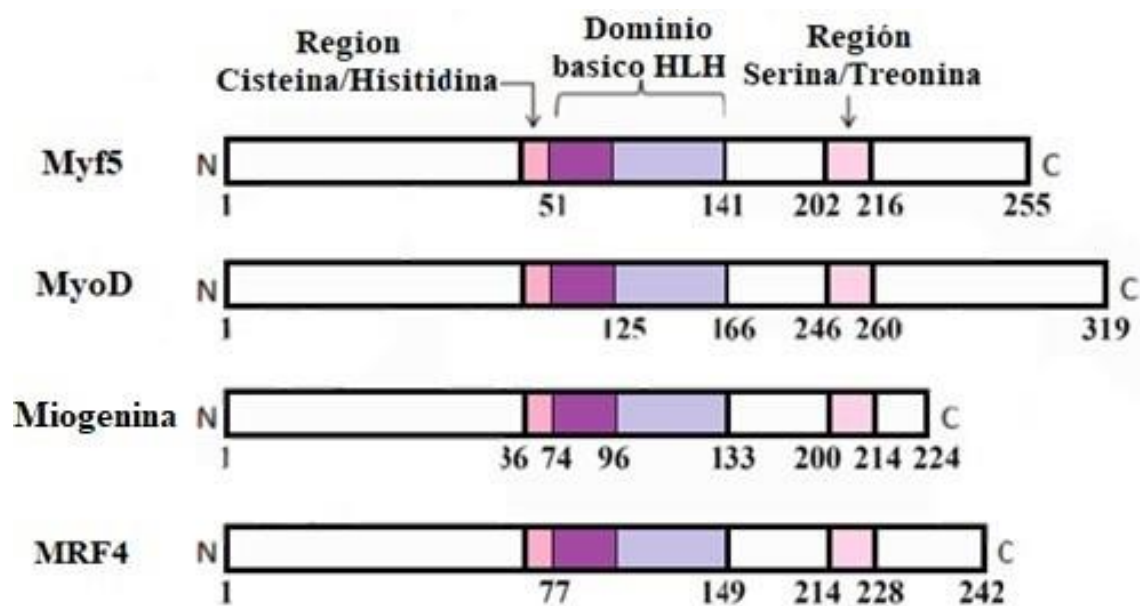 Region
Cisteina/Hisitidina
Dominio
basico HLH
Región
Serina/Treonina
Myf5 N C
1 51 141 202 216 255
MyoD N C
1 125 166 246 260 319
Miogenina N C
1 36 74 96 133 200 214 224
MRF4 N C
1 77 149 214 228 242